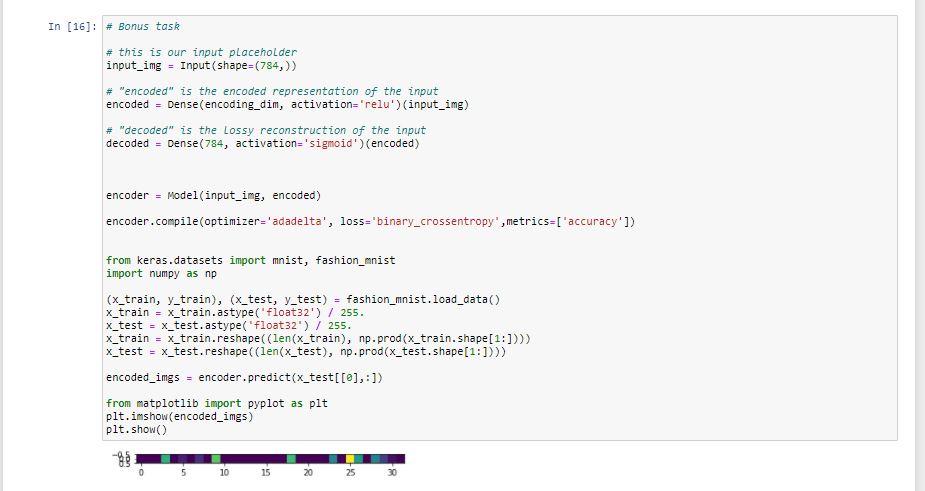 In [16]:
# Bonus task
# this is our input placeholder
input_img = Input(shape=(784,))
# "encoded" is the encoded representation of the input
encoded = Dense(encoding_dim, activation='relu')(input_img)
# "decoded" is the lossy reconstruction of the input
decoded = Dense(784, activation='sigmoid')(encoded)
encoder = Model(input_img, encoded)
encoder.compile(optimizer='adadelta', loss='binary_crossentropy',metrics=['accuracy'])
from keras.datasets import mnist, fashion_mnist
import numpy as np
(x_train, y_train), (x_test, y_test) = fashion_mnist.load_data()
x_train = x_train.astype('float32') / 255.
x_test = x_test.astype('float32') / 255.
x_train = x_train.reshape((len(x_train), np.prod(x_train.shape[1:])))
x_test = x_test.reshape((len(x_test), np.prod(x_test.shape[1:])))
encoded_imgs = encoder.predict(x_test[[0],:])
from matplotlib import pyplot as plt
plt.imshow(encoded_imgs)
plt.show()
-0.5
0.5
0 5 10 15 20 25 30